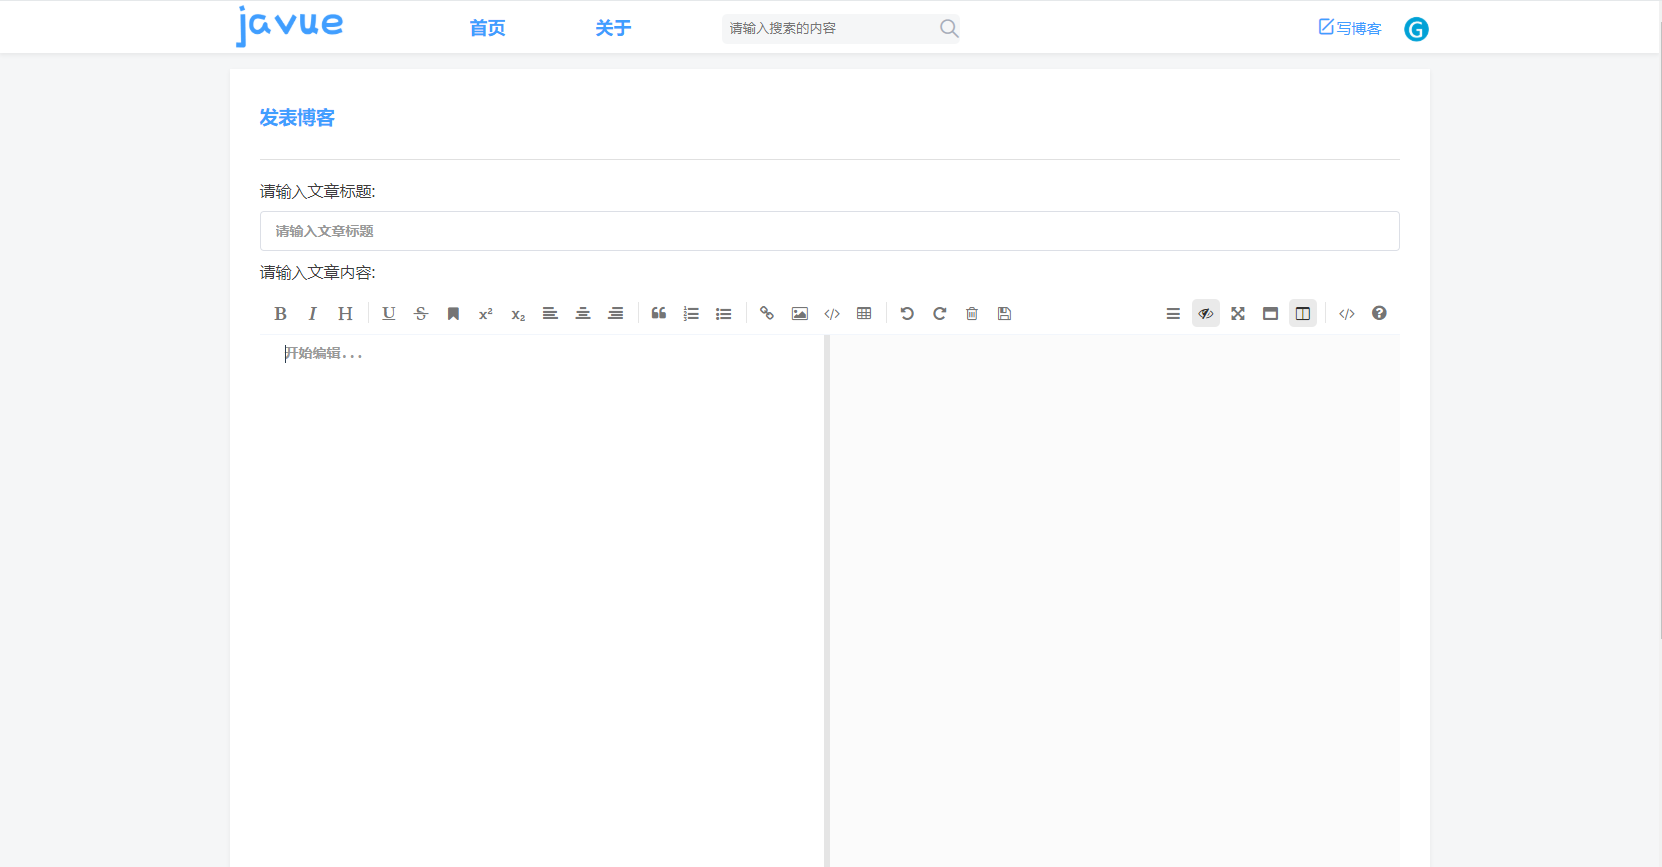 javue 首页 关于 请输入搜索的内容 写博客 G
发表博客
请输入文章标题:
请输入文章标题
请输入文章内容:
B I H U S x² x₂ </> </> ?
开始编辑...